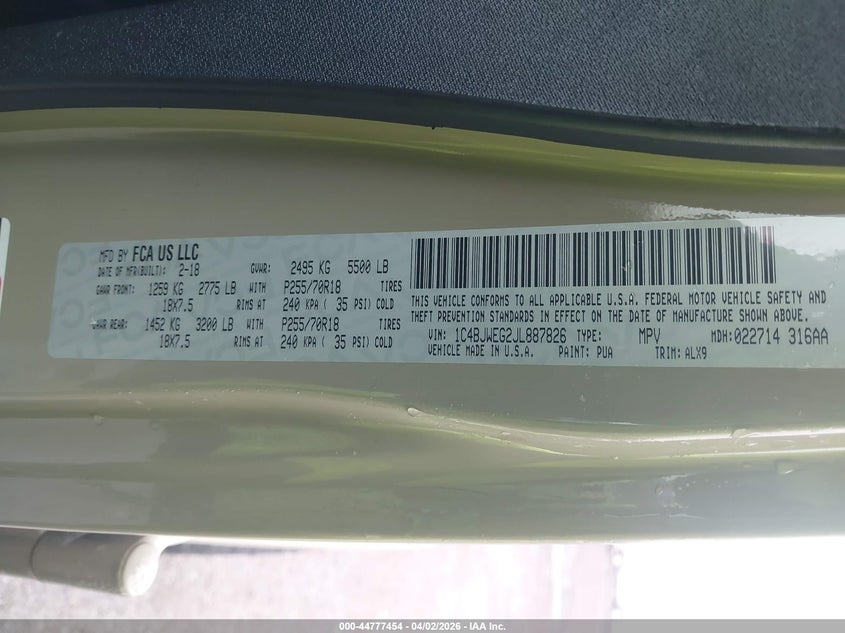 MFD BY FCA US LLC
DATE OF MFR(BUILT): 2-18 GVWR: 2495 KG 5500 LB
GAWR FRONT: 1259 KG 2775 LB WITH P255/70R18 TIRES
18X7.5 RIMS AT 240 KPA ( 35 PSI) COLD
GAWR REAR: 1452 KG 3200 LB WITH P255/70R18 TIRES
18X7.5 RIMS AT 240 KPA ( 35 PSI) COLD
THIS VEHICLE CONFORMS TO ALL APPLICABLE U.S.A. FEDERAL MOTOR VEHICLE SAFETY AND
THEFT PREVENTION STANDARDS IN EFFECT ON THE DATE OF MANUFACTURE SHOWN ABOVE.
VIN: 1C4BJWEG2JL887826 TYPE: MPV MDH:022714 316AA
VEHICLE MADE IN U.S.A. PAINT: PUA TRIM: ALX9
000-44777454 - 04/02/2026 - IAA Inc.